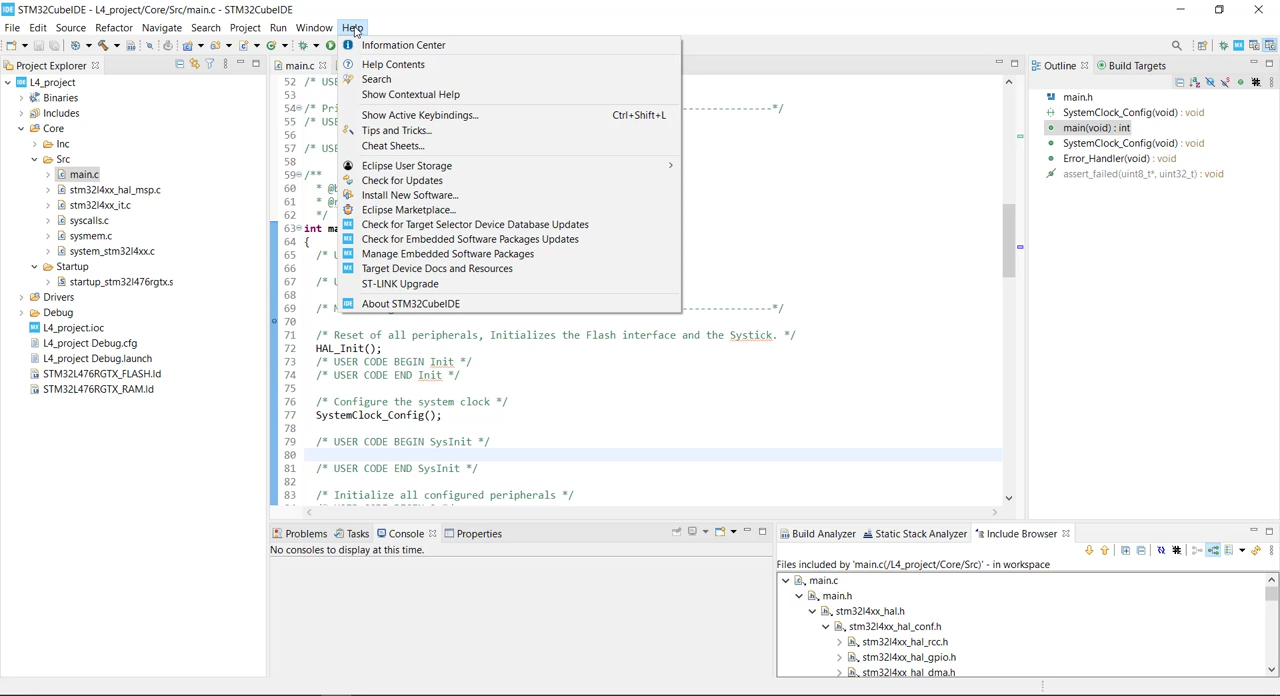 STM32CubeIDE - L4_project/Core/Src/main.c - STM32CubeIDE
File Edit Source Refactor Navigate Search Project Run Window Help
Project Explorer
L4_project
Binaries
Includes
Core
Inc
Src
main.c
stm32l4xx_hal_msp.c
stm32l4xx_it.c
syscalls.c
sysmem.c
system_stm32l4xx.c
Startup
startup_stm32l476rgtx.s
Drivers
Debug
L4_project.ioc
L4_project Debug.cfg
L4_project Debug.launch
STM32L476RGTX_FLASH.ld
STM32L476RGTX_RAM.ld
main.c
Information Center
Help Contents
Search
Show Contextual Help
Show Active Keybindings... Ctrl+Shift+L
Tips and Tricks...
Cheat Sheets...
Eclipse User Storage
Check for Updates
Install New Software...
Eclipse Marketplace...
Check for Target Selector Device Database Updates
Check for Embedded Software Packages Updates
Manage Embedded Software Packages
Target Device Docs and Resources
ST-LINK Upgrade
About STM32CubeIDE
52 /* USE
53
54 /* Pri ----------*/
55 /* USE
56
57 /* USE
58
59 /**
60 * @b
61 * @r
62 */
63 int ma
64 {
65 /* U
66
67 /* U
68
69 /* M ----------*/
70
71 /* Reset of all peripherals, Initializes the Flash interface and the Systick. */
72 HAL_Init();
73 /* USER CODE BEGIN Init */
74 /* USER CODE END Init */
75
76 /* Configure the system clock */
77 SystemClock_Config();
78
79 /* USER CODE BEGIN SysInit */
80
81 /* USER CODE END SysInit */
82
83 /* Initialize all configured peripherals */
Outline Build Targets
main.h
SystemClock_Config(void) : void
main(void) : int
SystemClock_Config(void) : void
Error_Handler(void) : void
assert_failed(uint8_t*, uint32_t) : void
Problems Tasks Console Properties
No consoles to display at this time.
Build Analyzer Static Stack Analyzer Include Browser
Files included by 'main.c(/L4_project/Core/Src)' - in workspace
main.c
main.h
stm32l4xx_hal.h
stm32l4xx_hal_conf.h
stm32l4xx_hal_rcc.h
stm32l4xx_hal_gpio.h
stm32l4xx_hal_dma.h